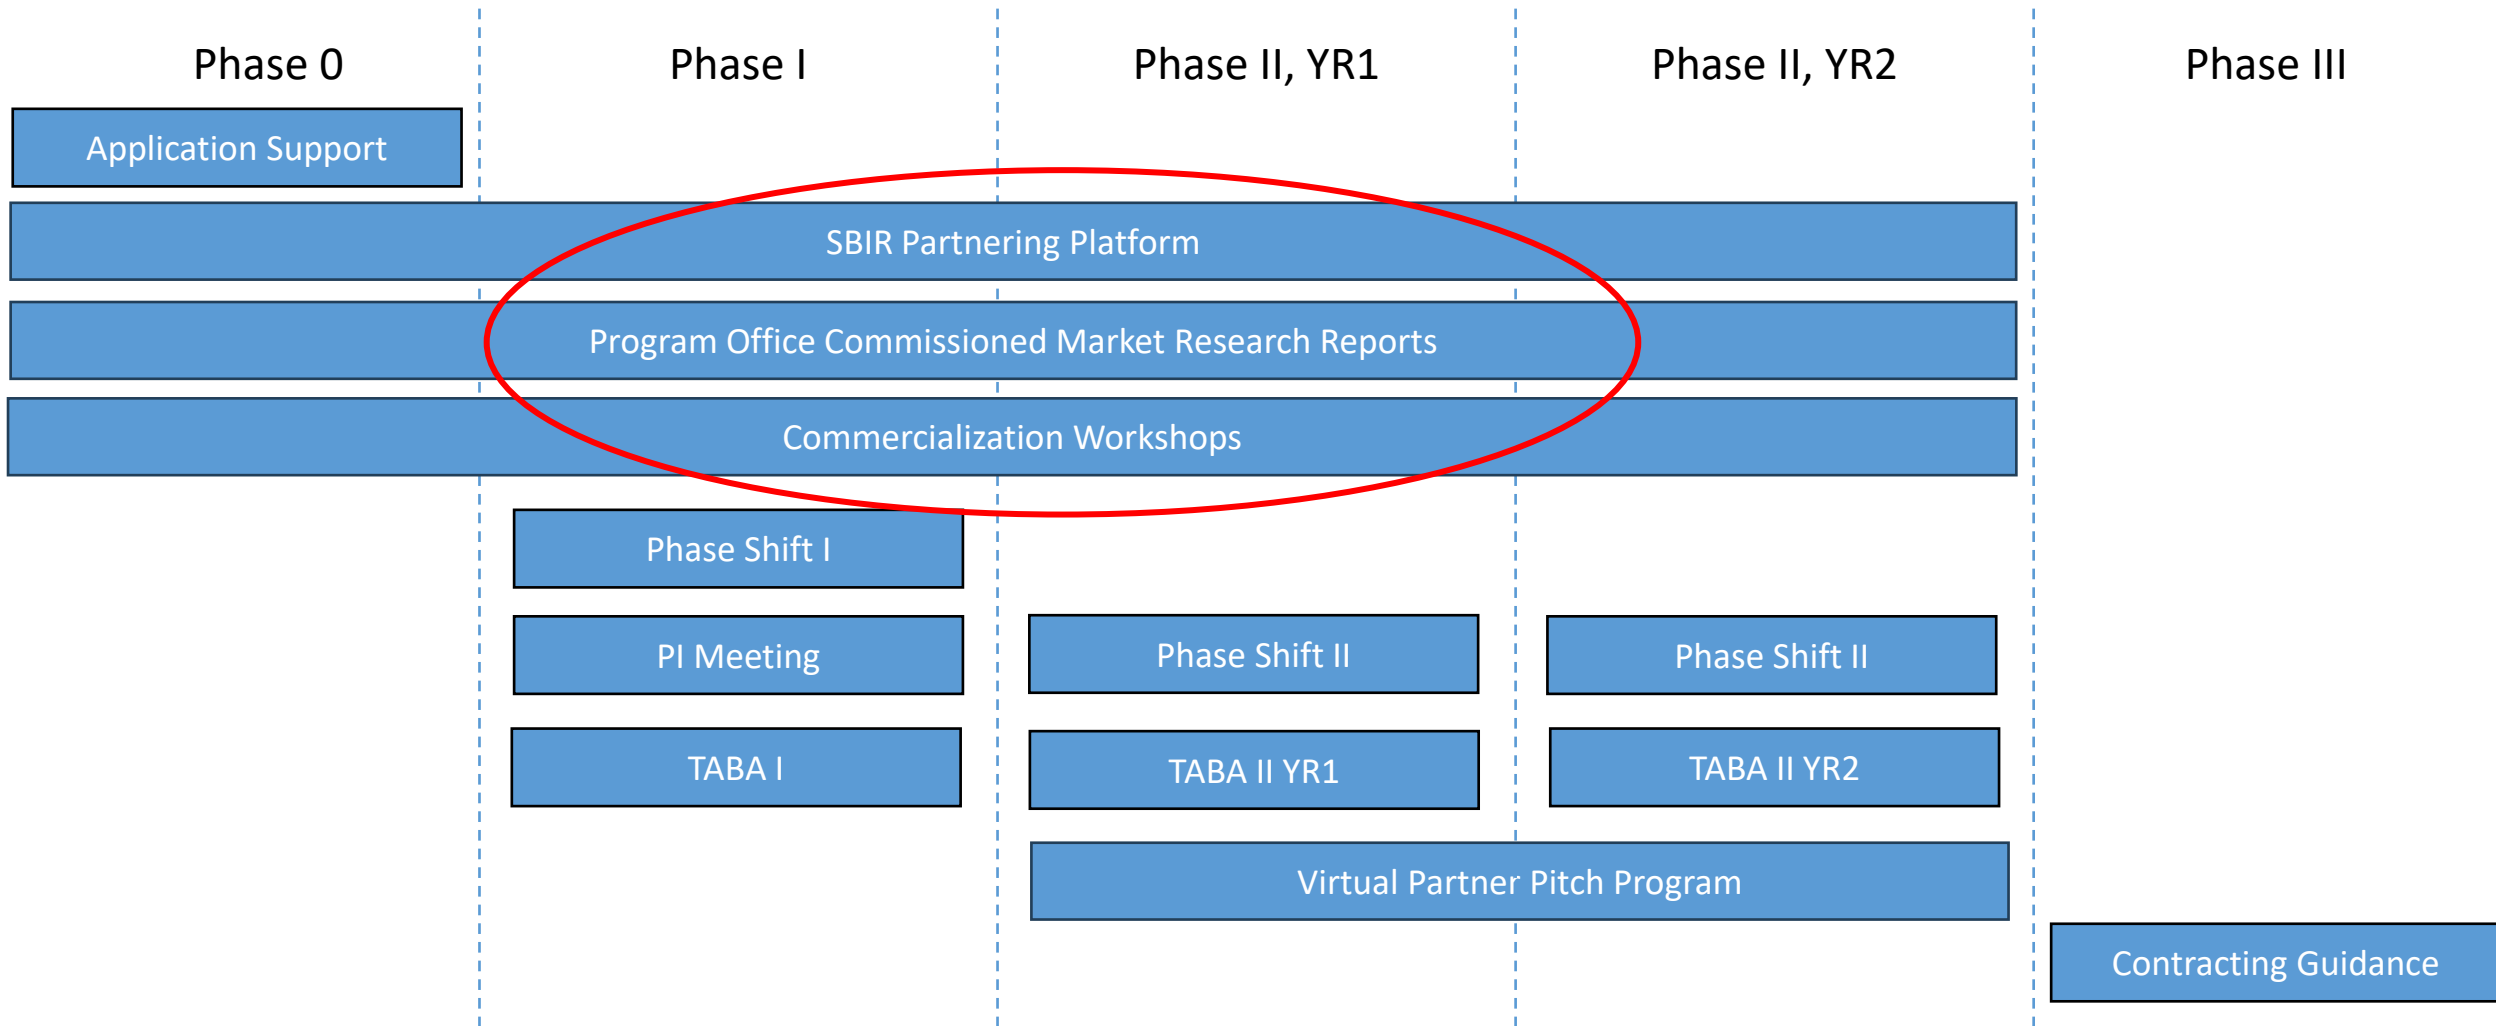 Phase 0
Phase I
Phase II, YR1
Phase II, YR2
Phase III
Application Support
SBIR Partnering Platform
Program Office Commissioned Market Research Reports
Commercialization Workshops
Phase Shift I
PI Meeting
Phase Shift II
Phase Shift II
TABA I
TABA II YR1
TABA II YR2
Virtual Partner Pitch Program
Contracting Guidance